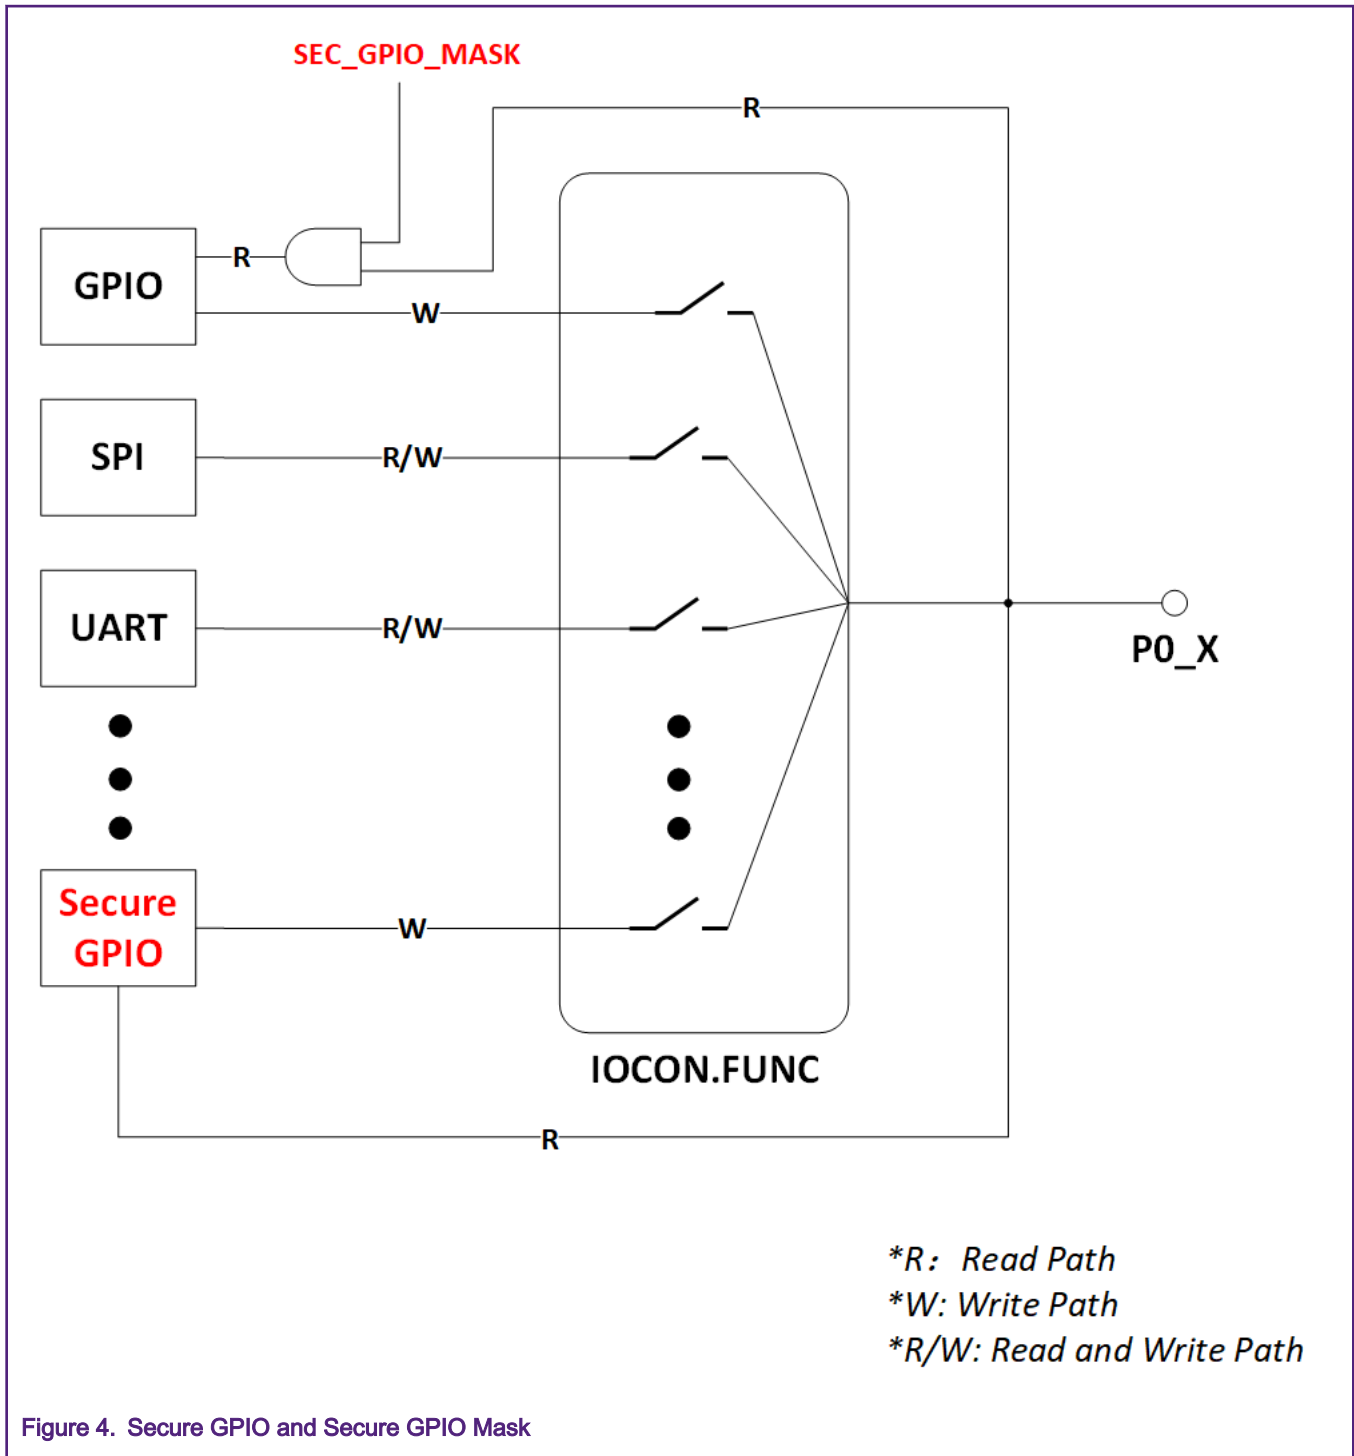 SEC_GPIO_MASK
R
R
GPIO
W
SPI
R/W
UART
R/W
P0_X
Secure
GPIO
W
IOCON.FUNC
R
*R: Read Path
*W: Write Path
*R/W: Read and Write Path
Figure 4. Secure GPIO and Secure GPIO Mask